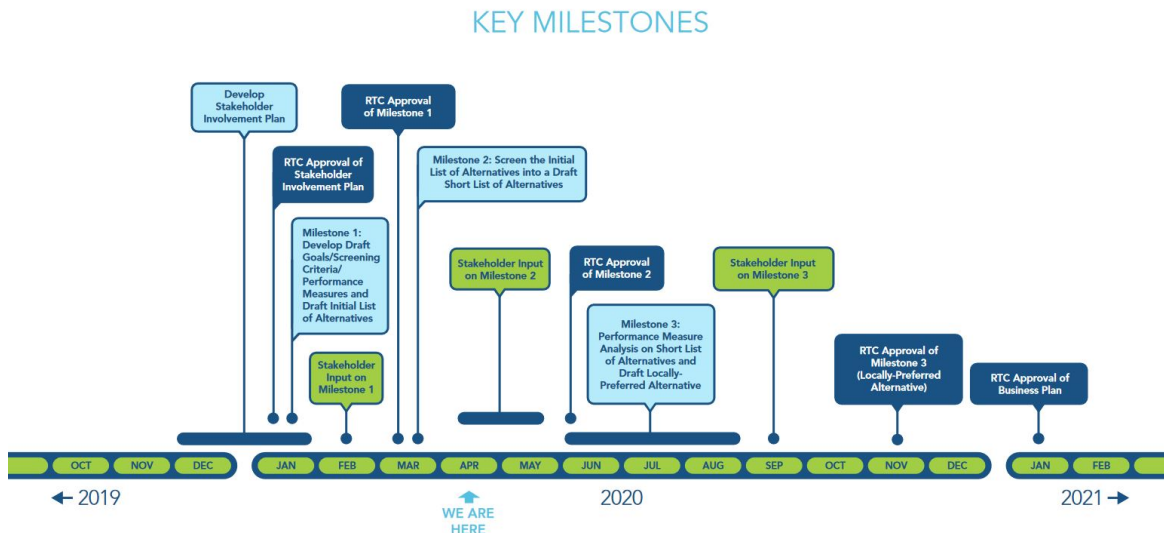 KEY MILESTONES
Develop
Stakeholder
Involvement Plan
RTC Approval
of Milestone 1
RTC Approval of
Stakeholder
Involvement Plan
Milestone 2: Screen the Initial
List of Alternatives into a Draft
Short List of Alternatives
Milestone 1:
Develop Draft
Goals/Screening
Criteria/
Performance
Measures and
Draft Initial List
of Alternatives
Stakeholder
Input on
Milestone 1
Stakeholder Input
on Milestone 2
RTC Approval
of Milestone 2
Stakeholder Input
on Milestone 3
Milestone 3:
Performance Measure
Analysis on Short List
of Alternatives and
Draft Locally-
Preferred Alternative
RTC Approval of
Milestone 3
(Locally-Preferred
Alternative)
RTC Approval of
Business Plan
OCT NOV DEC JAN FEB MAR APR MAY JUN JUL AUG SEP OCT NOV DEC JAN FEB
2019 2020 2021
WE ARE
HERE